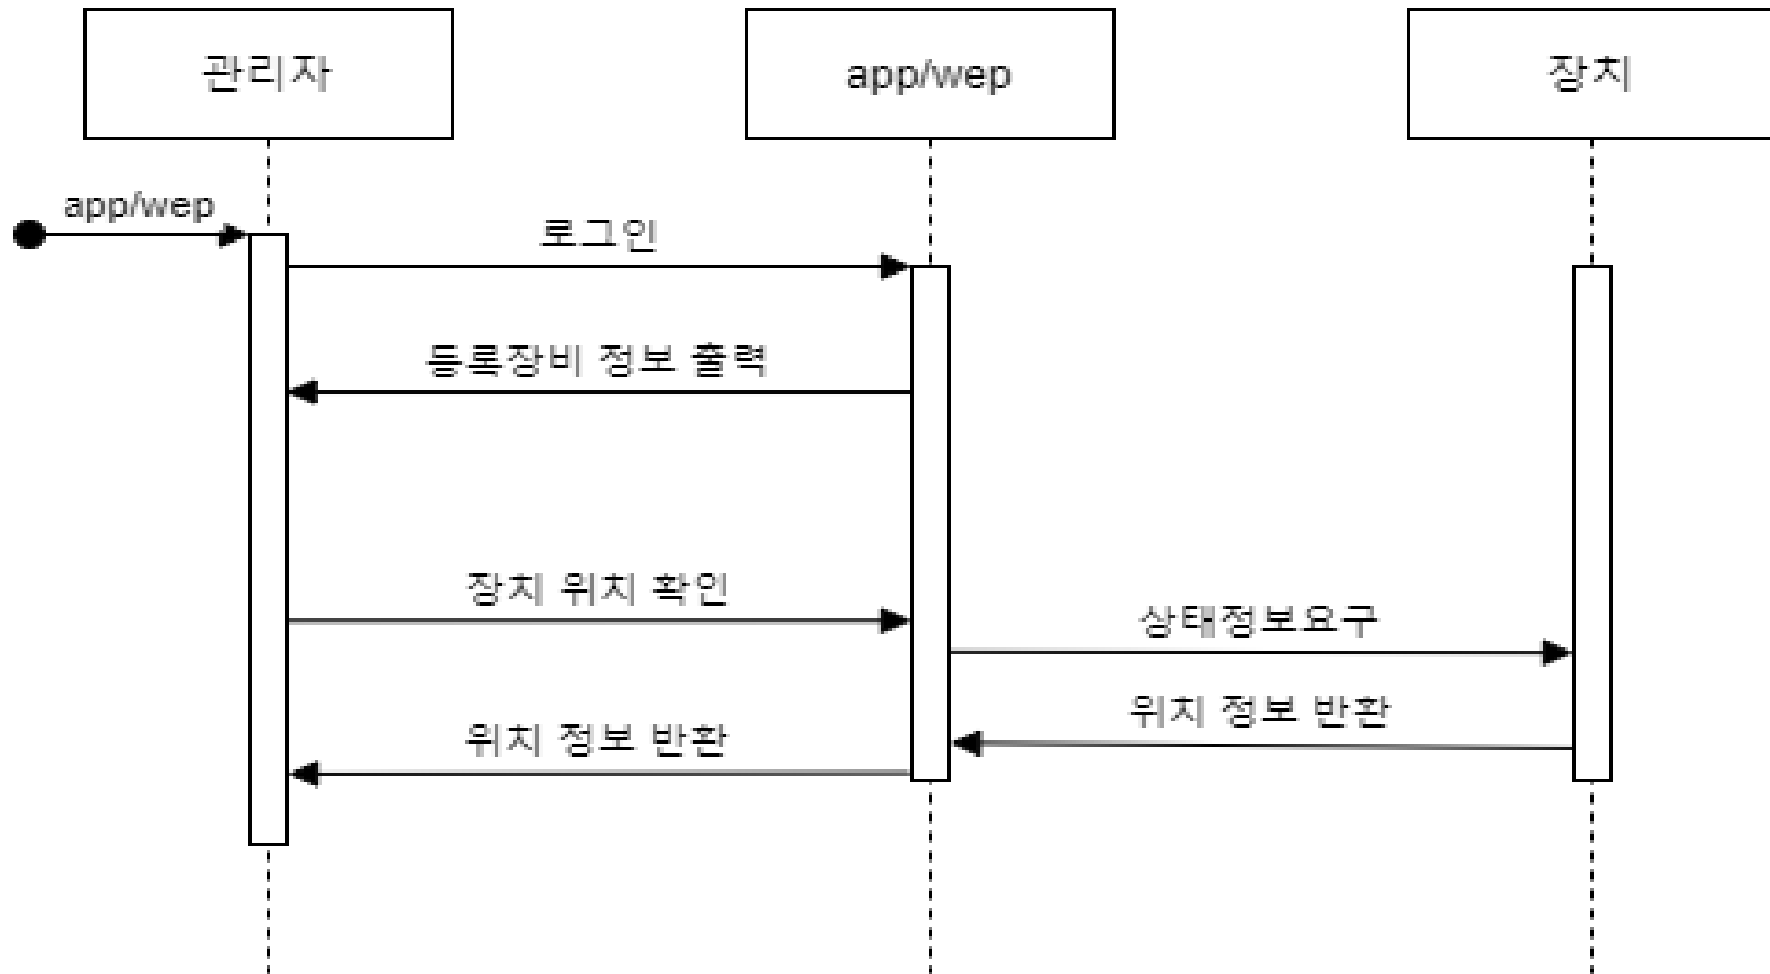 관리자
app/wep
장치
app/wep
로그인
등록장비 정보 출력
장치 위치 확인
상태정보요구
위치 정보 반환
위치 정보 반환